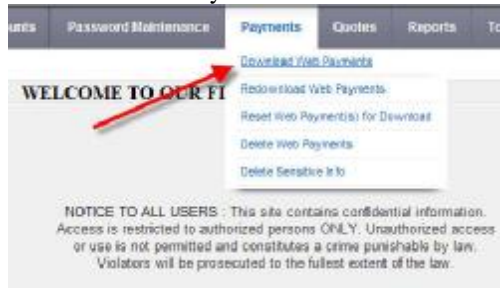 unts Password Maintenance Payments Quotes Reports To
Download Web Payments
WELCOME TO OUR FI
Redownload Web Payments
Reset Web Payment(s) for Download
Delete Web Payments
Delete Sensitive Info
NOTICE TO ALL USERS : This site contains confidential information.
Access is restricted to authorized persons ONLY. Unauthorized access
or use is not permitted and constitutes a crime punishable by law.
Violators will be prosecuted to the fullest extent of the law.